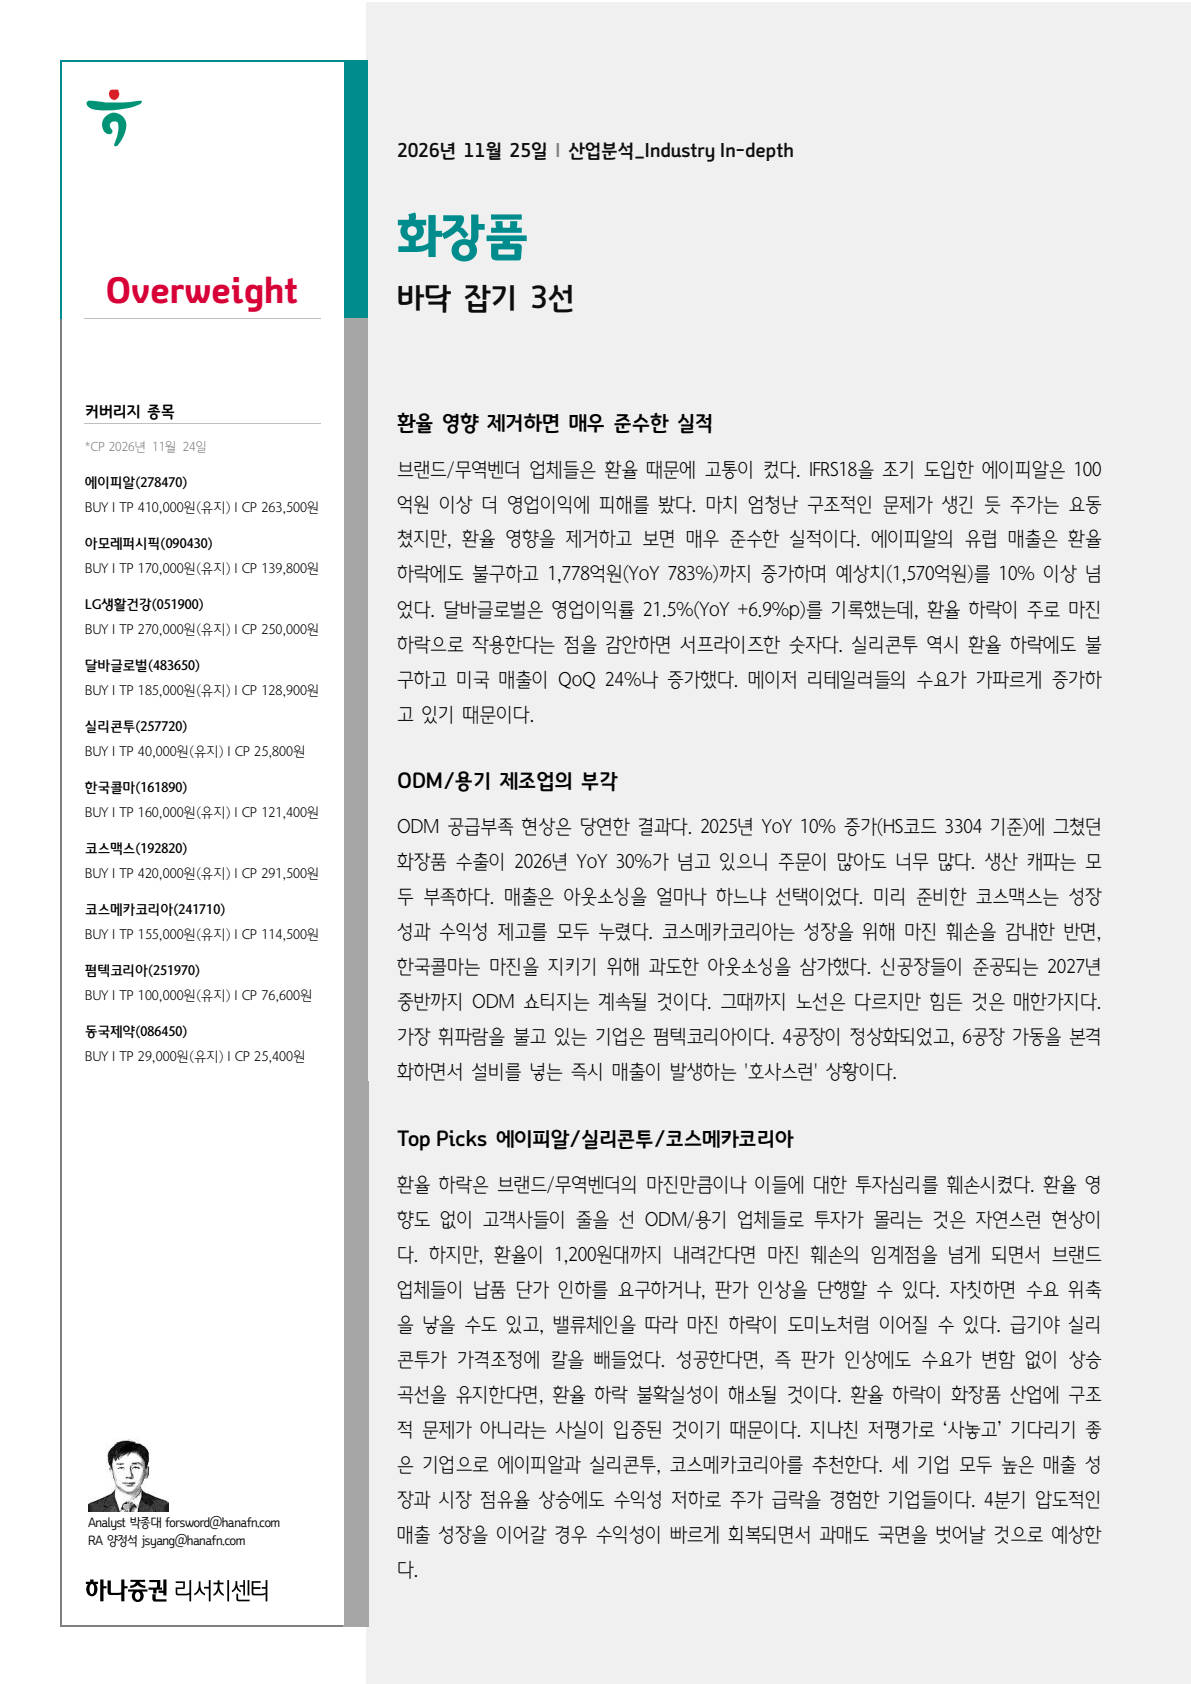 2026년 11월 25일 | 산업분석_Industry In-depth
화장품
바닥 잡기 3선
Overweight
커버리지 종목
*CP 2026년 11월 24일
에이피알(278470)
BUY | TP 410,000원(유지) | CP 263,500원
아모레퍼시픽(090430)
BUY | TP 170,000원(유지) | CP 139,800원
LG생활건강(051900)
BUY | TP 270,000원(유지) | CP 250,000원
달바글로벌(483650)
BUY | TP 185,000원(유지) | CP 128,900원
실리콘투(257720)
BUY | TP 40,000원(유지) | CP 25,800원
한국콜마(161890)
BUY | TP 160,000원(유지) | CP 121,400원
코스맥스(192820)
BUY | TP 420,000원(유지) | CP 291,500원
코스메카코리아(241710)
BUY | TP 155,000원(유지) | CP 114,500원
펌텍코리아(251970)
BUY | TP 100,000원(유지) | CP 76,600원
동국제약(086450)
BUY | TP 29,000원(유지) | CP 25,400원
Analyst 박종대 forsword@hanafn.com
RA 양정석 jsyang@hanafn.com
하나증권 리서치센터
환율 영향 제거하면 매우 준수한 실적
브랜드/무역벤더 업체들은 환율 때문에 고통이 컸다. IFRS18을 조기 도입한 에이피알은 100
억원 이상 더 영업이익에 피해를 봤다. 마치 엄청난 구조적인 문제가 생긴 듯 주가는 요동
쳤지만, 환율 영향을 제거하고 보면 매우 준수한 실적이다. 에이피알의 유럽 매출은 환율
하락에도 불구하고 1,778억원(YoY 783%)까지 증가하며 예상치(1,570억원)를 10% 이상 넘
었다. 달바글로벌은 영업이익률 21.5%(YoY +6.9%p)를 기록했는데, 환율 하락이 주로 마진
하락으로 작용한다는 점을 감안하면 서프라이즈한 숫자다. 실리콘투 역시 환율 하락에도 불
구하고 미국 매출이 QoQ 24%나 증가했다. 메이저 리테일러들의 수요가 가파르게 증가하
고 있기 때문이다.
ODM/용기 제조업의 부각
ODM 공급부족 현상은 당연한 결과다. 2025년 YoY 10% 증가(HS코드 3304 기준)에 그쳤던
화장품 수출이 2026년 YoY 30%가 넘고 있으니 주문이 많아도 너무 많다. 생산 캐파는 모
두 부족하다. 매출은 아웃소싱을 얼마나 하느냐 선택이었다. 미리 준비한 코스맥스는 성장
성과 수익성 제고를 모두 누렸다. 코스메카코리아는 성장을 위해 마진 훼손을 감내한 반면,
한국콜마는 마진을 지키기 위해 과도한 아웃소싱을 삼가했다. 신공장들이 준공되는 2027년
중반까지 ODM 쇼티지는 계속될 것이다. 그때까지 노선은 다르지만 힘든 것은 매한가지다.
가장 휘파람을 불고 있는 기업은 펌텍코리아이다. 4공장이 정상화되었고, 6공장 가동을 본격
화하면서 설비를 넣는 즉시 매출이 발생하는 '호사스런' 상황이다.
Top Picks 에이피알/실리콘투/코스메카코리아
환율 하락은 브랜드/무역벤더의 마진만큼이나 이들에 대한 투자심리를 훼손시켰다. 환율 영
향도 없이 고객사들이 줄을 선 ODM/용기 업체들로 투자가 몰리는 것은 자연스런 현상이
다. 하지만, 환율이 1,200원대까지 내려간다면 마진 훼손의 임계점을 넘게 되면서 브랜드
업체들이 납품 단가 인하를 요구하거나, 판가 인상을 단행할 수 있다. 자칫하면 수요 위축
을 낳을 수도 있고, 밸류체인을 따라 마진 하락이 도미노처럼 이어질 수 있다. 급기야 실리
콘투가 가격조정에 칼을 빼들었다. 성공한다면, 즉 판가 인상에도 수요가 변함 없이 상승
곡선을 유지한다면, 환율 하락 불확실성이 해소될 것이다. 환율 하락이 화장품 산업에 구조
적 문제가 아니라는 사실이 입증된 것이기 때문이다. 지나친 저평가로 ‘사놓고’ 기다리기 좋
은 기업으로 에이피알과 실리콘투, 코스메카코리아를 추천한다. 세 기업 모두 높은 매출 성
장과 시장 점유율 상승에도 수익성 저하로 주가 급락을 경험한 기업들이다. 4분기 압도적인
매출 성장을 이어갈 경우 수익성이 빠르게 회복되면서 과매도 국면을 벗어날 것으로 예상한
다.